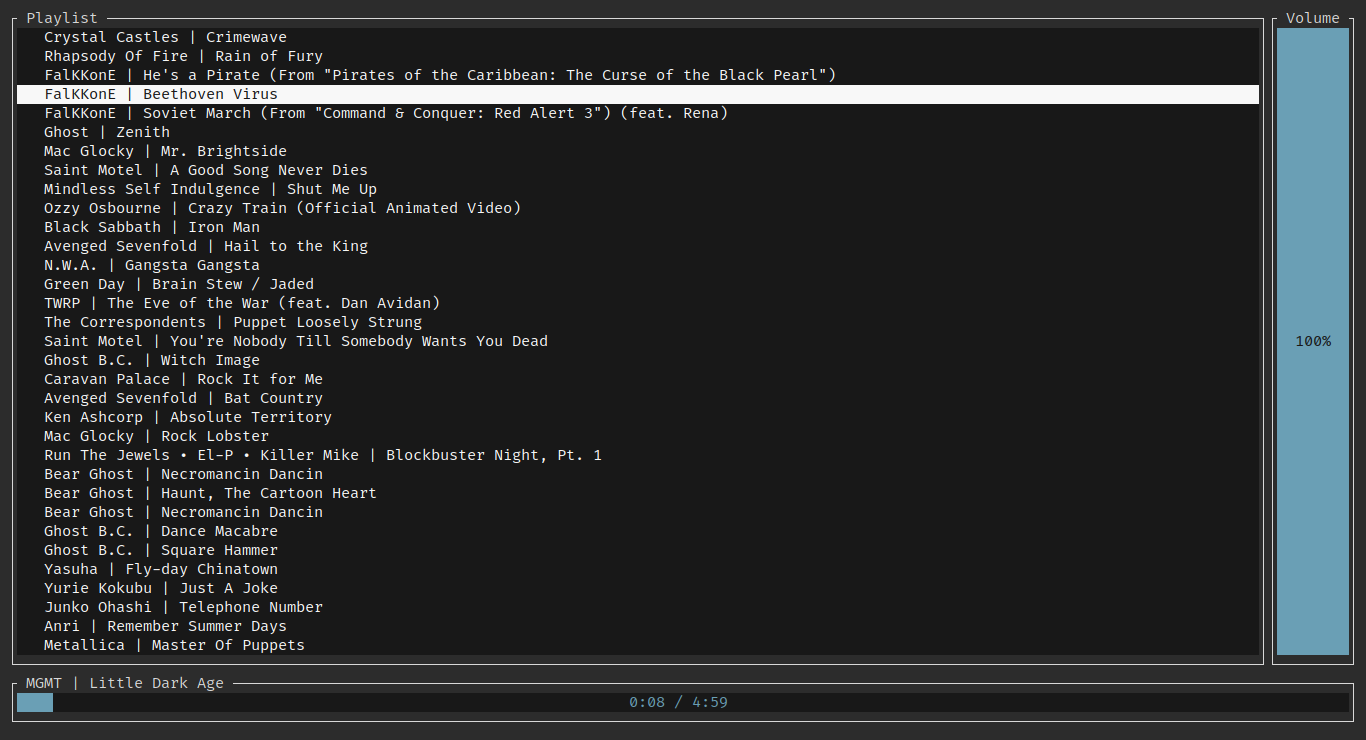 Playlist
Volume
Crystal Castles | Crimewave
Rhapsody Of Fire | Rain of Fury
FalKKonE | He's a Pirate (From "Pirates of the Caribbean: The Curse of the Black Pearl")
FalKKonE | Beethoven Virus
FalKKonE | Soviet March (From "Command & Conquer: Red Alert 3") (feat. Rena)
Ghost | Zenith
Mac Glocky | Mr. Brightside
Saint Motel | A Good Song Never Dies
Mindless Self Indulgence | Shut Me Up
Ozzy Osbourne | Crazy Train (Official Animated Video)
Black Sabbath | Iron Man
Avenged Sevenfold | Hail to the King
N.W.A. | Gangsta Gangsta
Green Day | Brain Stew / Jaded
TWRP | The Eve of the War (feat. Dan Avidan)
The Correspondents | Puppet Loosely Strung
Saint Motel | You're Nobody Till Somebody Wants You Dead
100%
Ghost B.C. | Witch Image
Caravan Palace | Rock It for Me
Avenged Sevenfold | Bat Country
Ken Ashcorp | Absolute Territory
Mac Glocky | Rock Lobster
Run The Jewels • El-P • Killer Mike | Blockbuster Night, Pt. 1
Bear Ghost | Necromancin Dancin
Bear Ghost | Haunt, The Cartoon Heart
Bear Ghost | Necromancin Dancin
Ghost B.C. | Dance Macabre
Ghost B.C. | Square Hammer
Yasuha | Fly-day Chinatown
Yurie Kokubu | Just A Joke
Junko Ohashi | Telephone Number
Anri | Remember Summer Days
Metallica | Master Of Puppets
MGMT | Little Dark Age
0:08 / 4:59